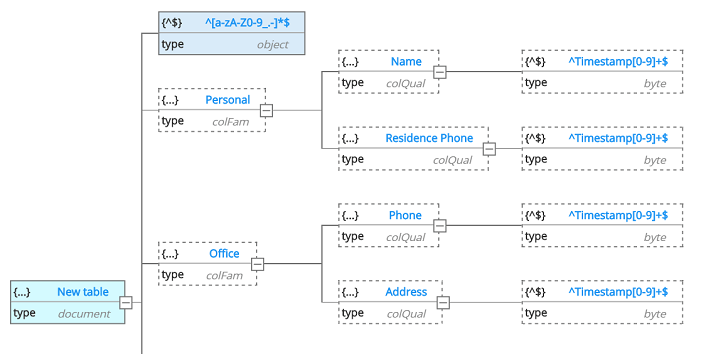 {^$} ^[a-zA-Z0-9_.-]*$
type object
{...} Name
type colQual
{^$} ^Timestamp[0-9]+$
type byte
{...} Personal
type colFam
{...} Residence Phone
type colQual
{^$} ^Timestamp[0-9]+$
type byte
{...} Phone
type colQual
{^$} ^Timestamp[0-9]+$
type byte
{...} Office
type colFam
{...} New table
type document
{...} Address
type colQual
{^$} ^Timestamp[0-9]+$
type byte